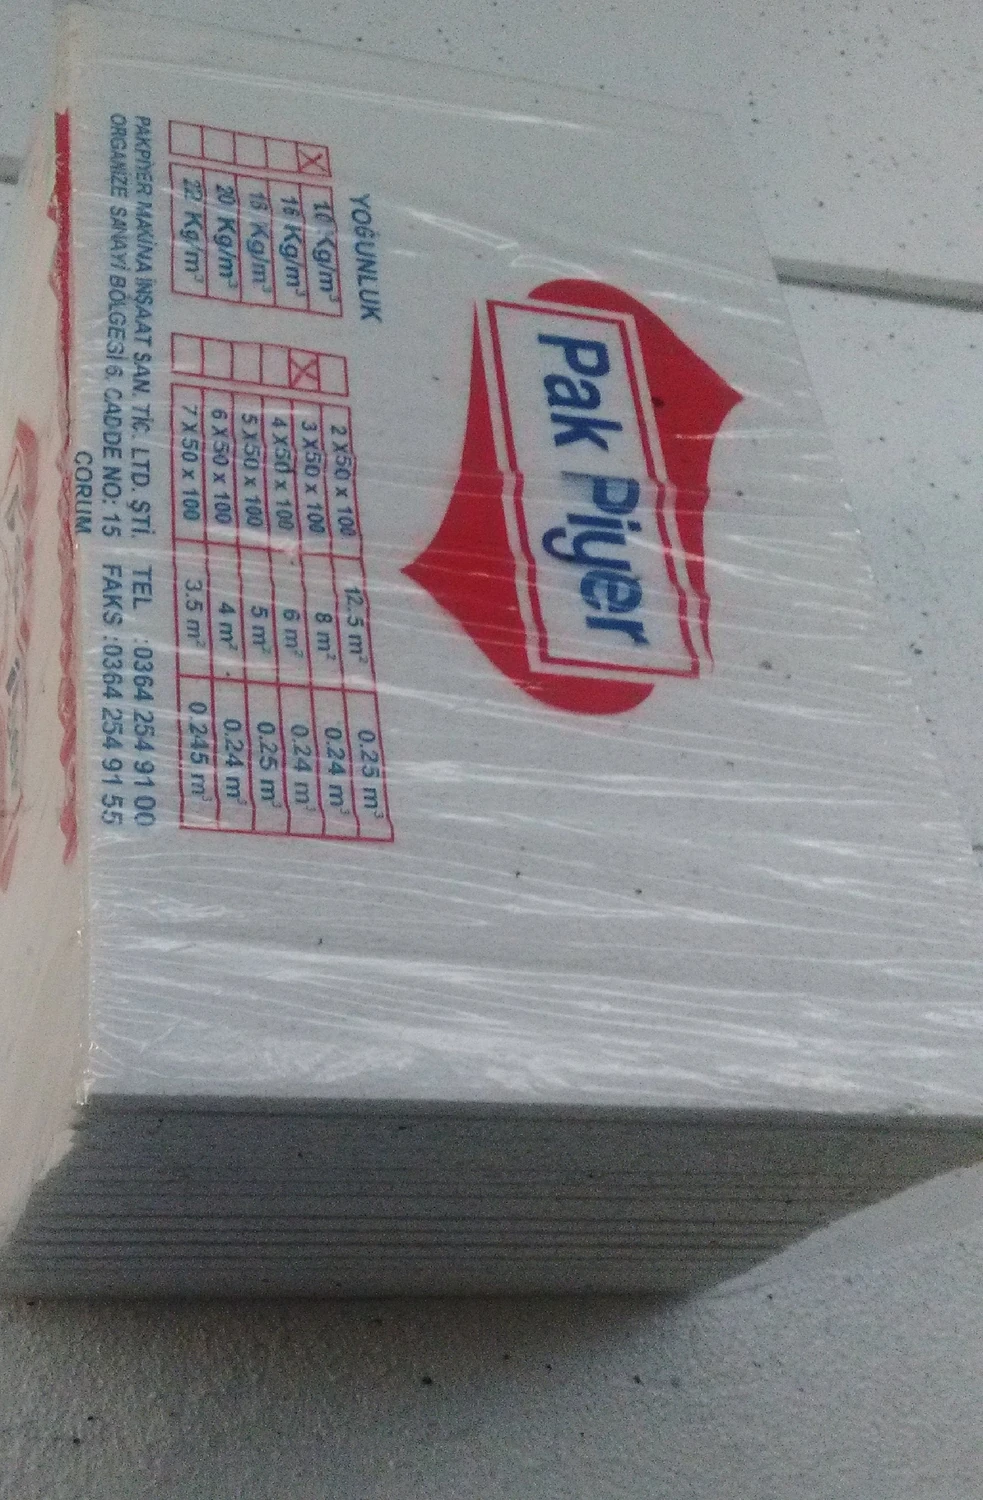 Pak Piyer
YOĞUNLUK
X 10 Kg/m³
16 Kg/m³
18 Kg/m³
20 Kg/m³
22 Kg/m³
2 X 50 x 100 12.5 m² 0.25 m³
X 3 X 50 x 100 8 m² 0.24 m³
4 X 50 x 100 6 m² 0.24 m³
5 X 50 x 100 5 m² 0.25 m³
6 X 50 x 100 4 m² 0.24 m³
7 X 50 x 100 3.5 m² 0.245 m³
PAKPİYER MAKİNA İNŞAAT SAN. TİC. LTD. ŞTİ. TEL :0364 254 91 00
ORGANİZE SANAYİ BÖLGESİ 6. CADDE NO: 15 FAKS :0364 254 91 55
ÇORUM